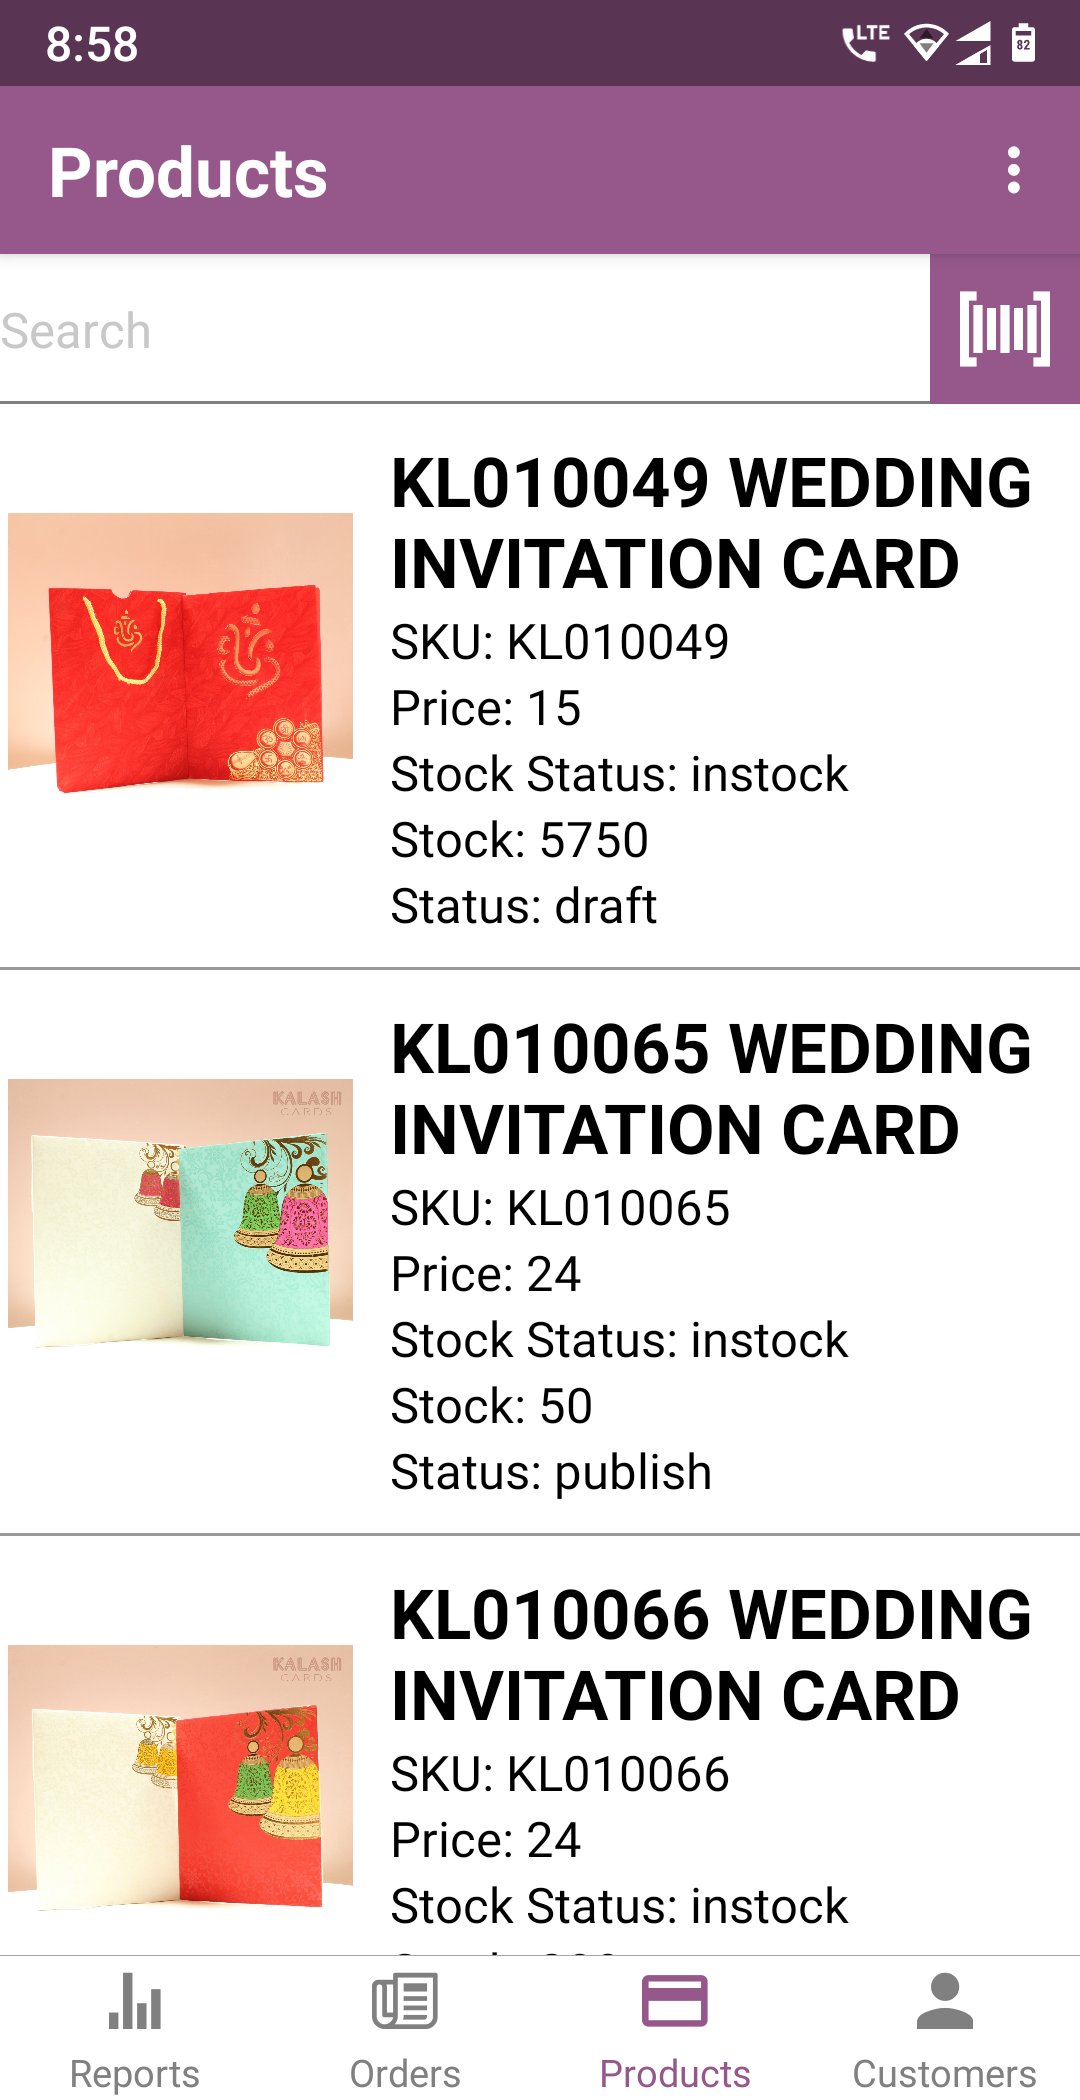 8:58
LTE
82
Products
Search
KL010049 WEDDING
INVITATION CARD
SKU: KL010049
Price: 15
Stock Status: instock
Stock: 5750
Status: draft
KALASH
CARDS
KL010065 WEDDING
INVITATION CARD
SKU: KL010065
Price: 24
Stock Status: instock
Stock: 50
Status: publish
KALASH
CARDS
KL010066 WEDDING
INVITATION CARD
SKU: KL010066
Price: 24
Stock Status: instock
Reports
Orders
Products
Customers